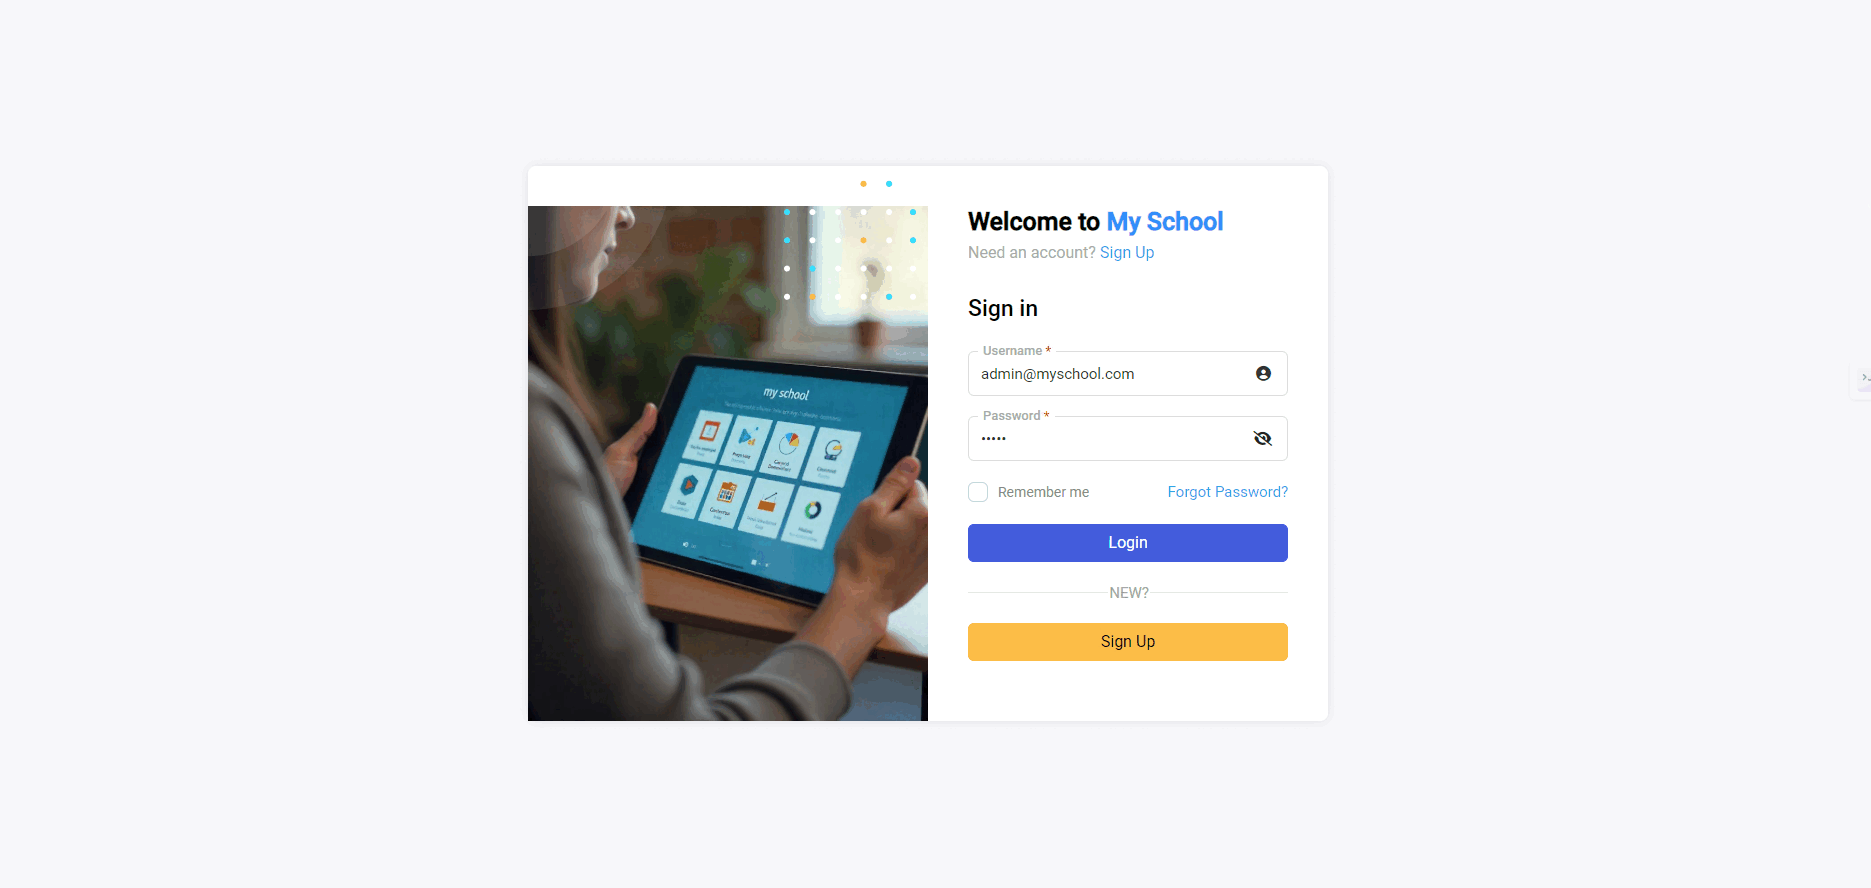 my school
Welcome to My School
Need an account? Sign Up
Sign in
Username *
admin@myschool.com
Password *
•••••
Remember me
Forgot Password?
Login
NEW?
Sign Up